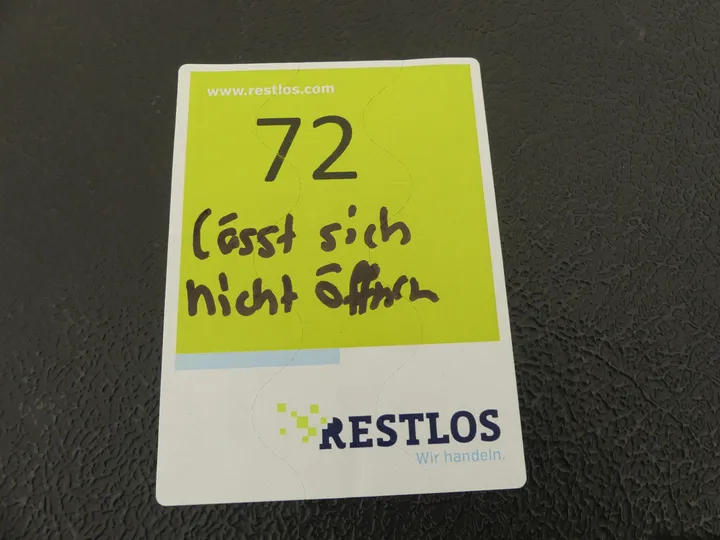 www.restlos.com
72
lässt sich
nicht öffnen
RESTLOS
Wir handeln.